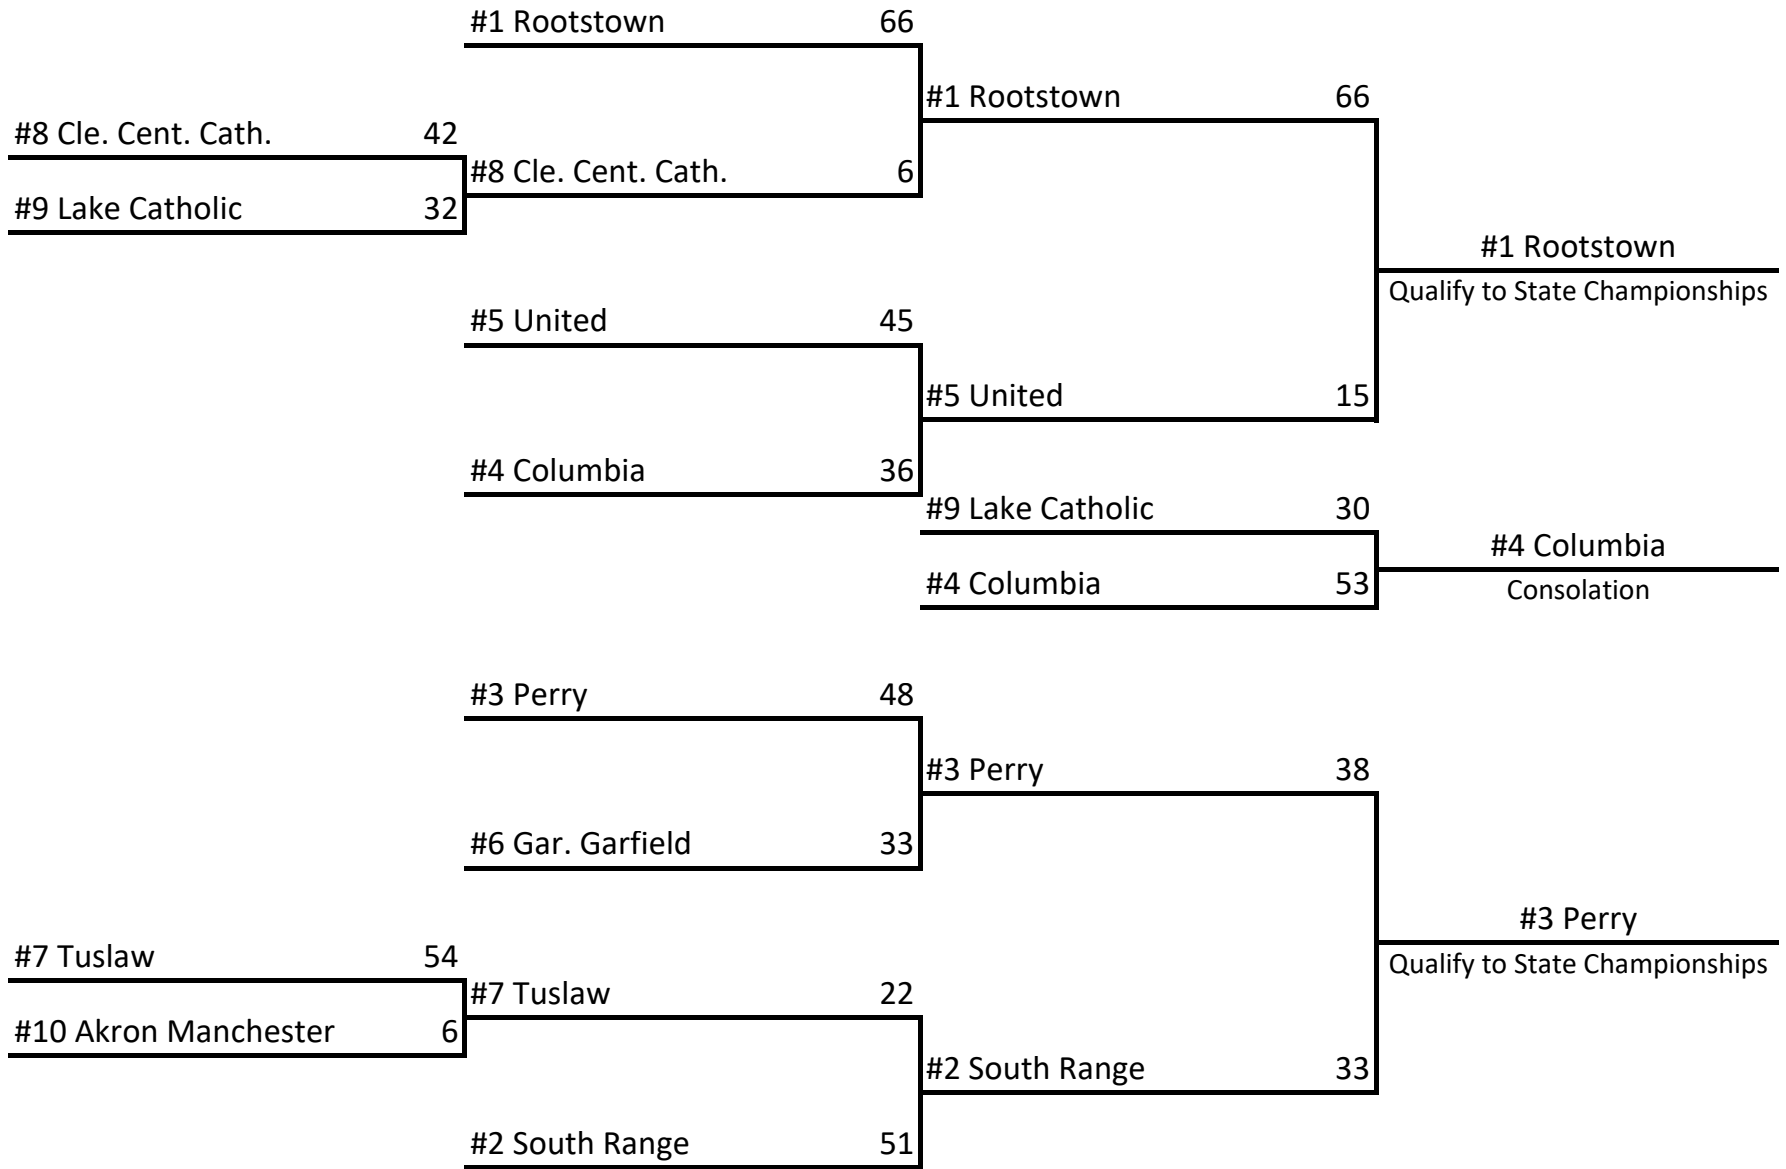 #1 Rootstown 66
#1 Rootstown 66
#8 Cle. Cent. Cath. 42
#8 Cle. Cent. Cath. 6
#9 Lake Catholic 32
#1 Rootstown
Qualify to State Championships
#5 United 45
#5 United 15
#4 Columbia 36
#9 Lake Catholic 30
#4 Columbia
#4 Columbia 53
Consolation
#3 Perry 48
#3 Perry 38
#6 Gar. Garfield 33
#3 Perry
Qualify to State Championships
#7 Tuslaw 54
#7 Tuslaw 22
#10 Akron Manchester 6
#2 South Range 33
#2 South Range 51